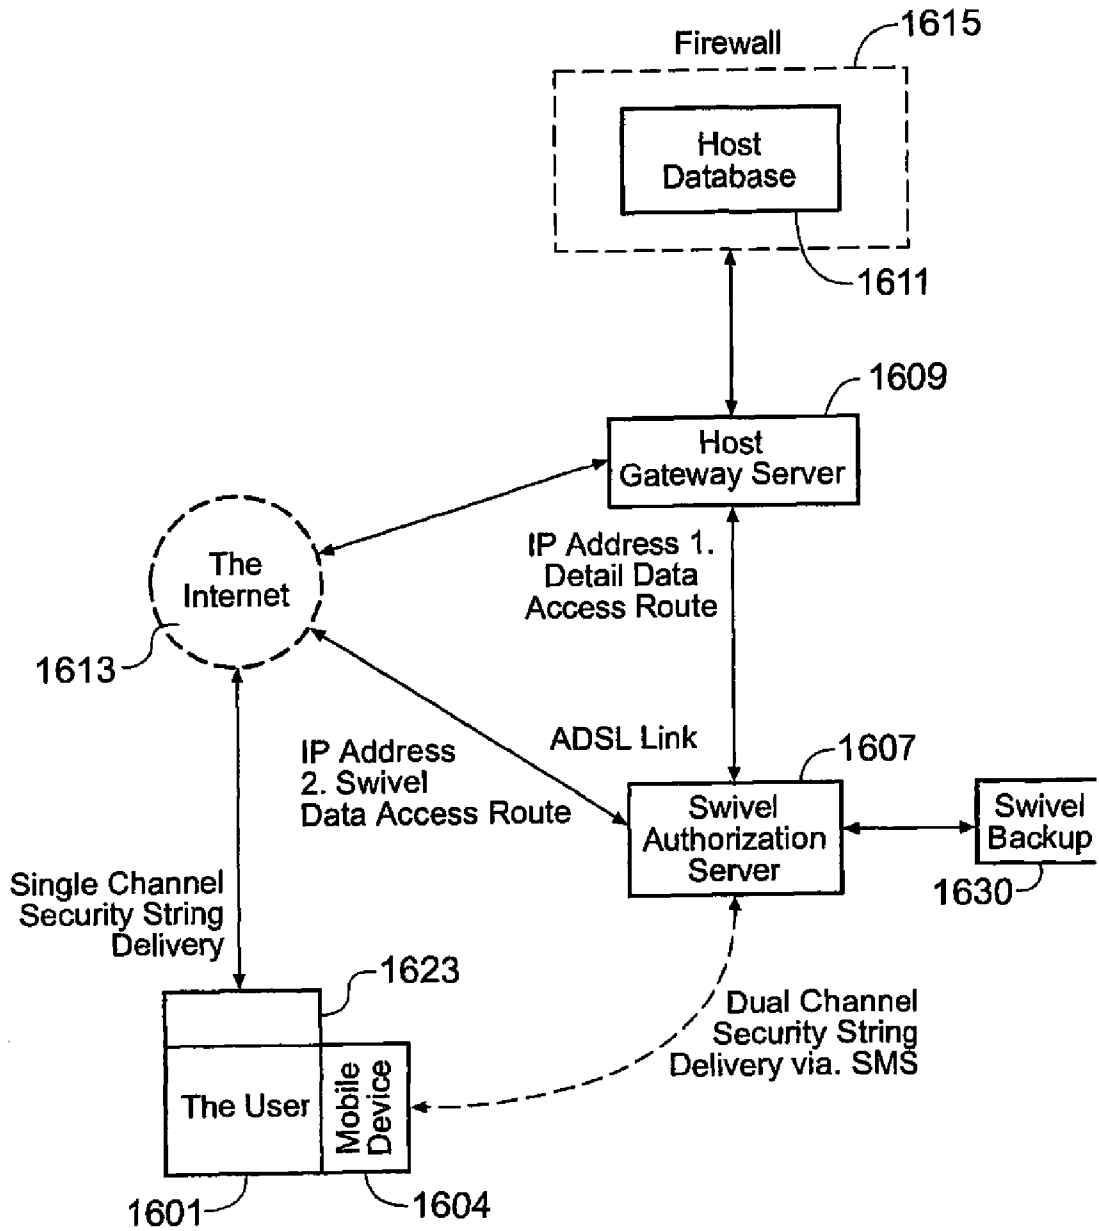 1615
Firewall
Host
Database
1611
1609
Host
Gateway Server
The
Internet
IP Address 1.
Detail Data
Access Route
1613
ADSL Link
IP Address
2. Swivel
Data Access Route
1607
Swivel
Authorization
Server
Swivel
Backup
1630
Single Channel
Security String
Delivery
1623
Dual Channel
Security String
Delivery via. SMS
The User
Mobile
Device
1601
1604